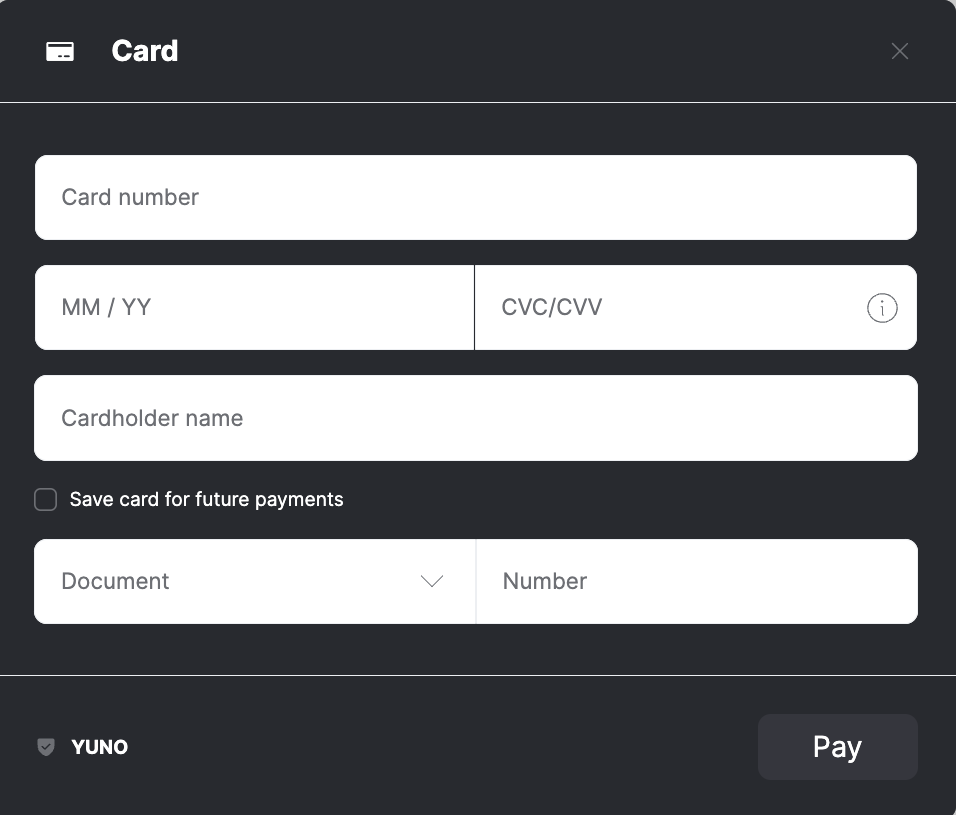 Card
Card number
MM / YY
CVC/CVV
Cardholder name
Save card for future payments
Document
Number
YUNO
Pay